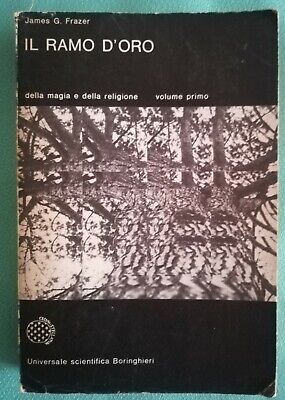 James G. Frazer
IL RAMO D'ORO
della magia e della religione volume primo
Universale scientifica Boringhieri